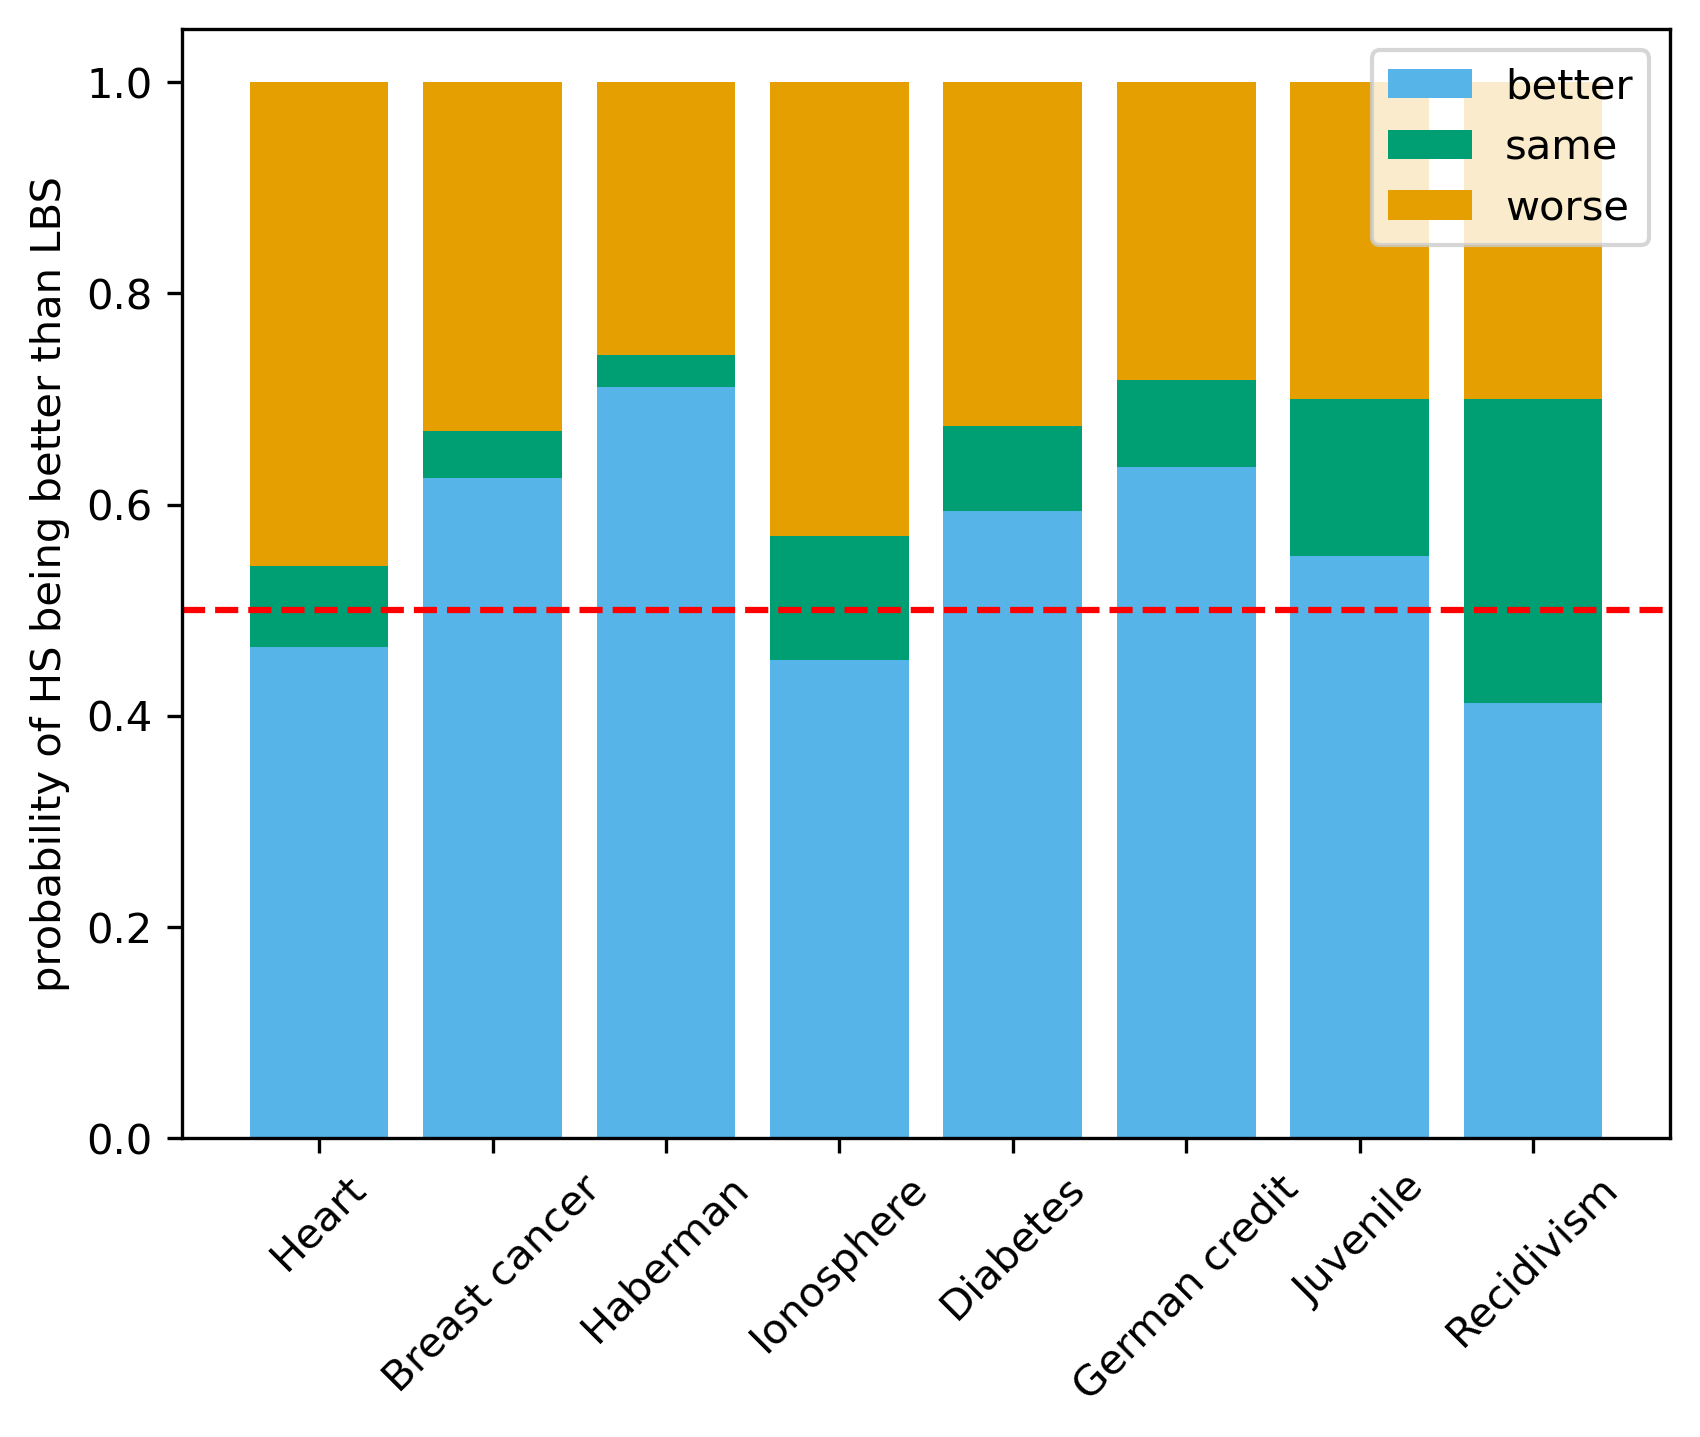 probability of HS being better than LBS
1.0
0.8
0.6
0.4
0.2
0.0
better
same
worse
Heart
Breast cancer
Haberman
Ionosphere
Diabetes
German credit
Juvenile
Recidivism